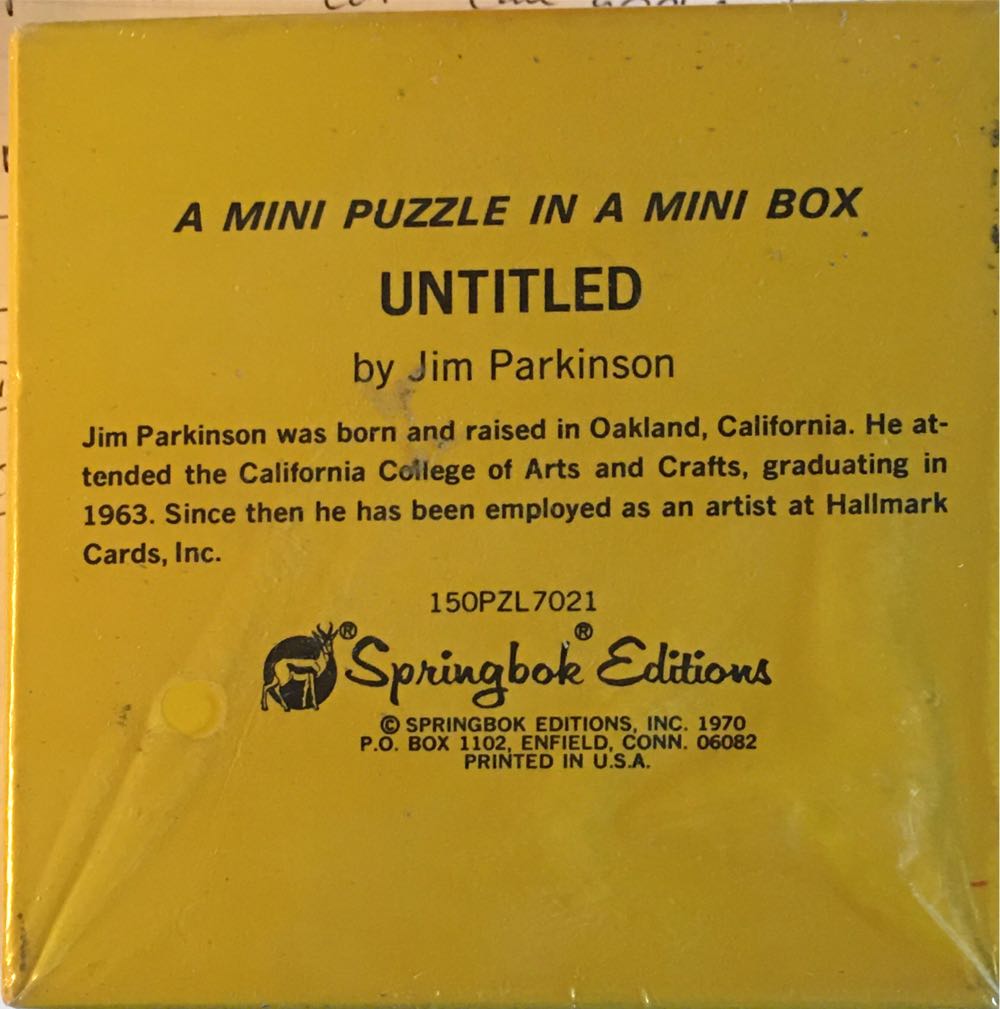 A MINI PUZZLE IN A MINI BOX
UNTITLED
by Jim Parkinson
Jim Parkinson was born and raised in Oakland, California. He at-
tended the California College of Arts and Crafts, graduating in
1963. Since then he has been employed as an artist at Hallmark
Cards, Inc.
150PZL7021
® Springbok® Editions
© SPRINGBOK EDITIONS, INC. 1970
P.O. BOX 1102, ENFIELD, CONN. 06082
PRINTED IN U.S.A.